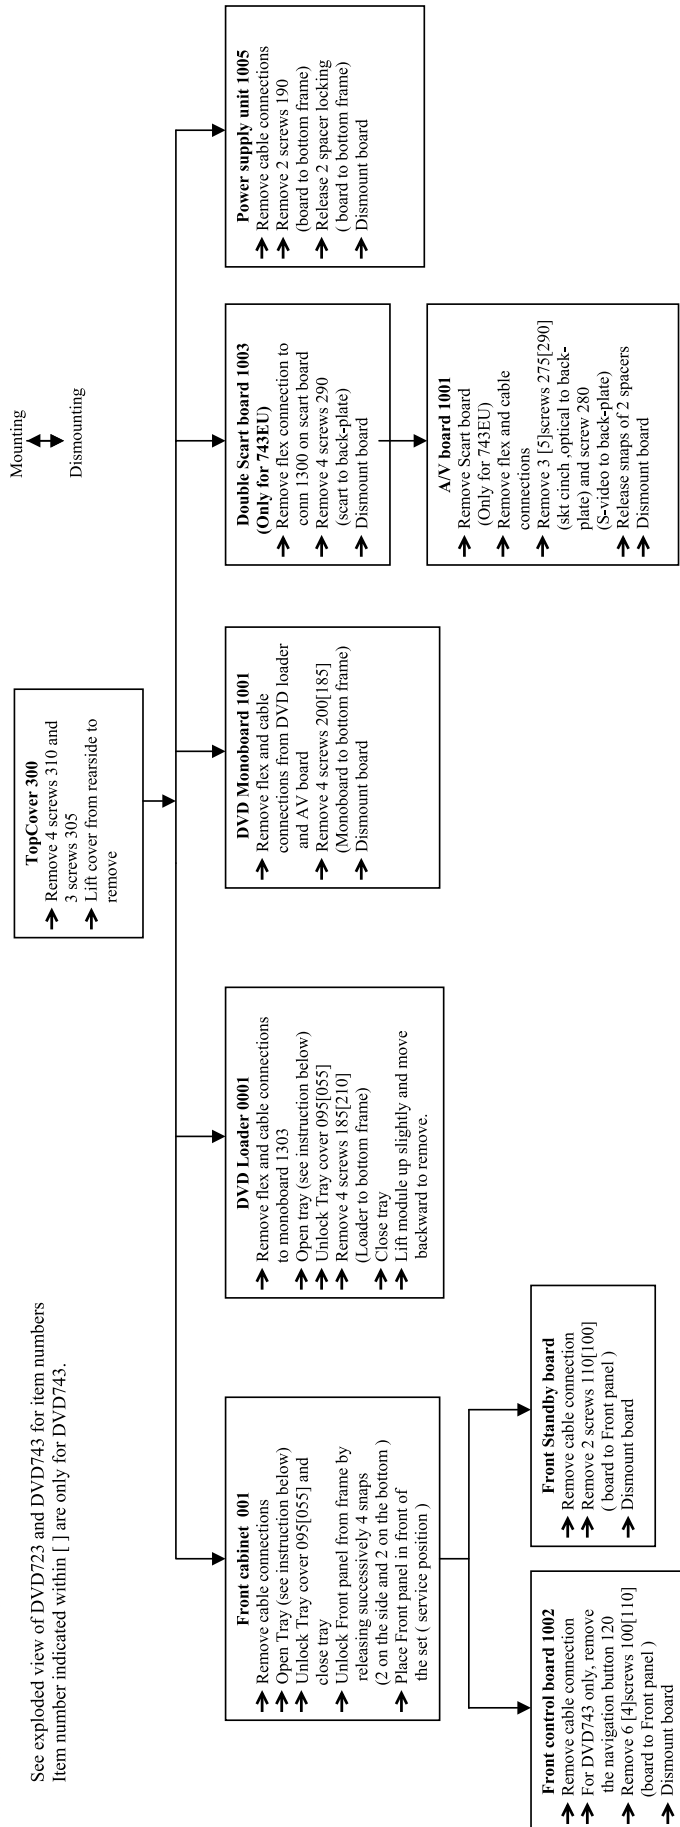 See exploded view of DVD723 and DVD743 for item numbers
Item number indicated within [ ] are only for DVD743.
Mounting
Dismounting
TopCover 300
Remove 4 screws 310 and
3 screws 305
Lift cover from rearside to
remove
Front cabinet 001
Remove cable connections
Open Tray (see instruction below)
Unlock Tray cover 095[055] and
close tray
Unlock Front panel from frame by
releasing successively 4 snaps
(2 on the side and 2 on the bottom )
Place Front panel in front of
the set ( service position )
DVD Loader 0001
Remove flex and cable connections
to monoboard 1303
Open tray (see instruction below)
Unlock Tray cover 095[055]
Remove 4 screws 185[210]
(Loader to bottom frame)
Close tray
Lift module up slightly and move
backward to remove.
DVD Monoboard 1001
Remove flex and cable
connections from DVD loader
and AV board
Remove 4 screws 200[185]
(Monoboard to bottom frame)
Dismount board
Double Scart board 1003
(Only for 743EU)
Remove flex connection to
conn 1300 on scart board
Remove 4 screws 290
(scart to back-plate)
Dismount board
Power supply unit 1005
Remove cable connections
Remove 2 screws 190
(board to bottom frame)
Release 2 spacer locking
( board to bottom frame)
Dismount board
Front control board 1002
Remove cable connection
For DVD743 only, remove
the navigation button 120
Remove 6 [4]screws 100[110]
(board to Front panel )
Dismount board
Front Standby board
Remove cable connection
Remove 2 screws 110[100]
( board to Front panel )
Dismount board
A/V board 1001
Remove Scart board
(Only for 743EU)
Remove flex and cable
connections
Remove 3 [5]screws 275[290]
(skt cinch ,optical to back-
plate) and screw 280
(S-video to back-plate)
Release snaps of 2 spacers
Dismount board